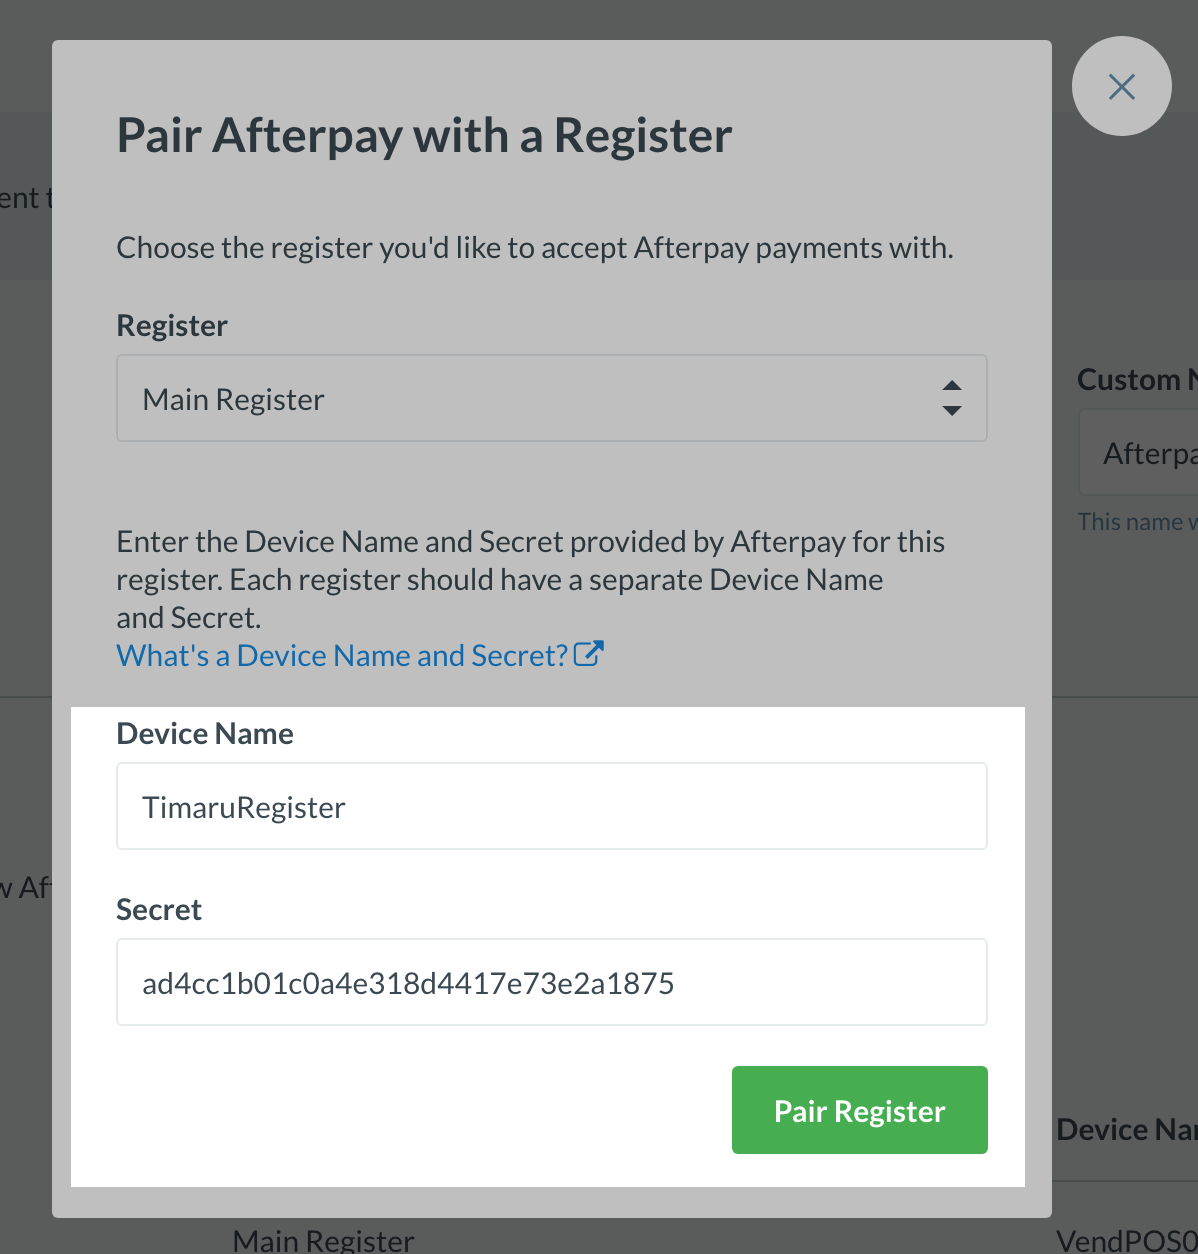 Pair Afterpay with a Register
ent t
Choose the register you'd like to accept Afterpay payments with.
Register
Main Register
Custom N
Afterpa
This name w
Enter the Device Name and Secret provided by Afterpay for this
register. Each register should have a separate Device Name
and Secret.
What's a Device Name and Secret?
Device Name
TimaruRegister
w Aft
Secret
ad4cc1b01c0a4e318d4417e73e2a1875
Pair Register
Device Nar
Main Register
VendPOS0